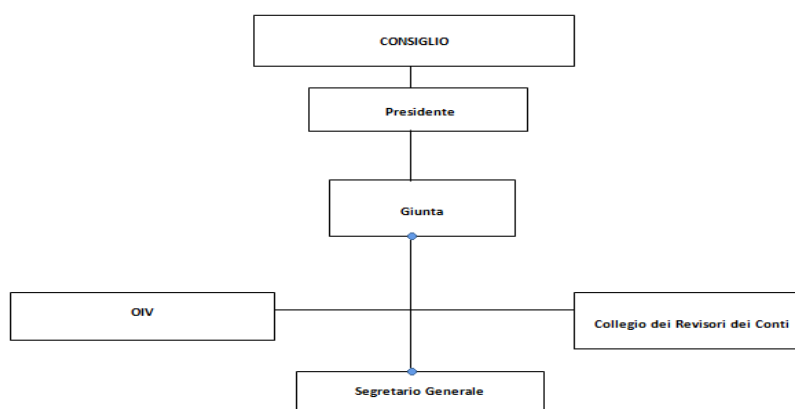 CONSIGLIO
Presidente
Giunta
OIV
Collegio dei Revisori dei Conti
Segretario Generale